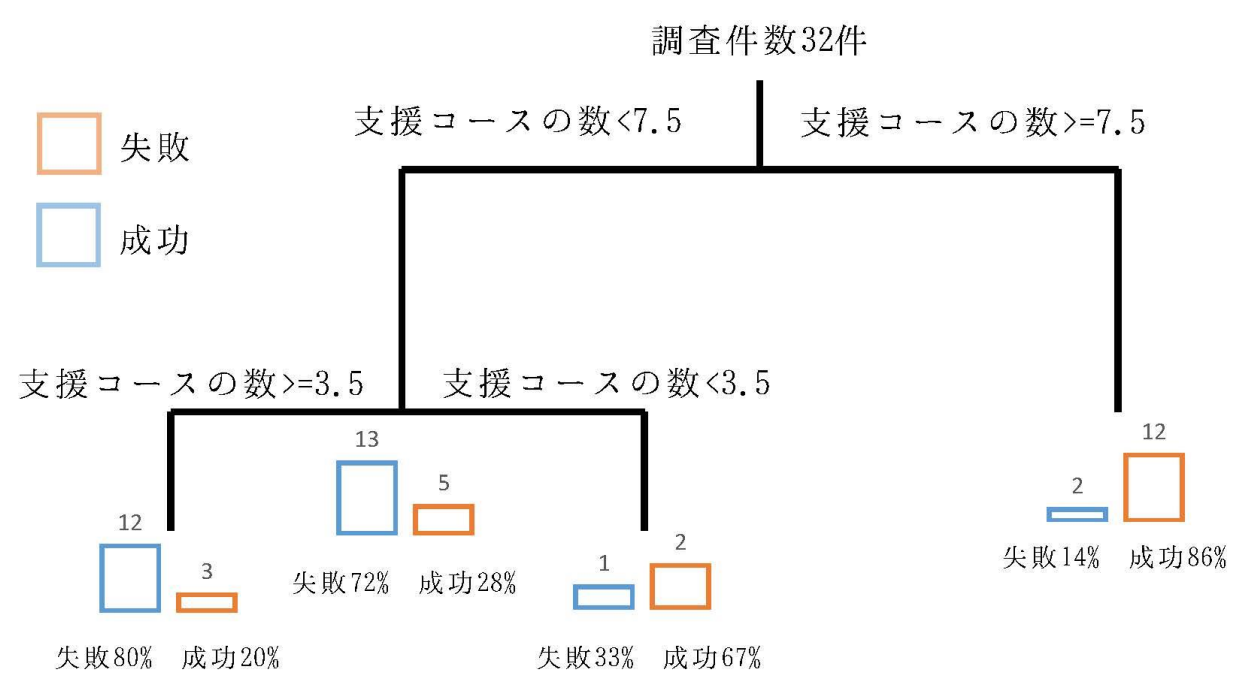 調査件数32件
支援コースの数<7.5
支援コースの数>=7.5
失敗
成功
支援コースの数>=3.5
支援コースの数<3.5
13
5
失敗72% 成功28%
12
3
失敗80% 成功20%
1
2
失敗33% 成功67%
2
12
失敗14% 成功86%